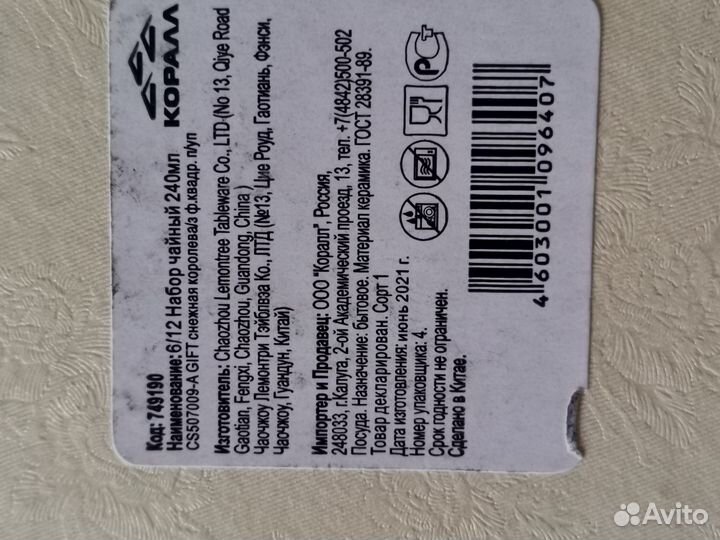 КОРАЛЛ
Код: 749190
Наименование: 6/12 Набор чайный 240мл
CS507009-A GIFT снежная королева/з ф.квадр. п/уп
Изготовитель: Chaozhou Lemontree Tableware Co., LTD (No 13, Qiye Road
Gaotian, Fengxi, Chaozhou, Guandong, China )
Чаочжоу Лемонтри Тэйблвэа Ко., ЛТД (№13, Цие Роуд, Гаотиань, Фэнси,
Чаочжоу, Гуандун, Китай)
Импортер и Продавец: ООО "Коралл", Россия,
248033, г.Калуга, 2-ой Академический проезд, 13, тел. +7(4842)500-502
Посуда. Назначение: бытовое. Материал керамика. ГОСТ 28391-89.
Товар декларирован. Сорт 1
Дата изготовления: июнь 2021 г.
Номер упаковщика: 4.
Срок годности не ограничен.
Сделано в Китае.
РСТ
4 603001 096407
Avito